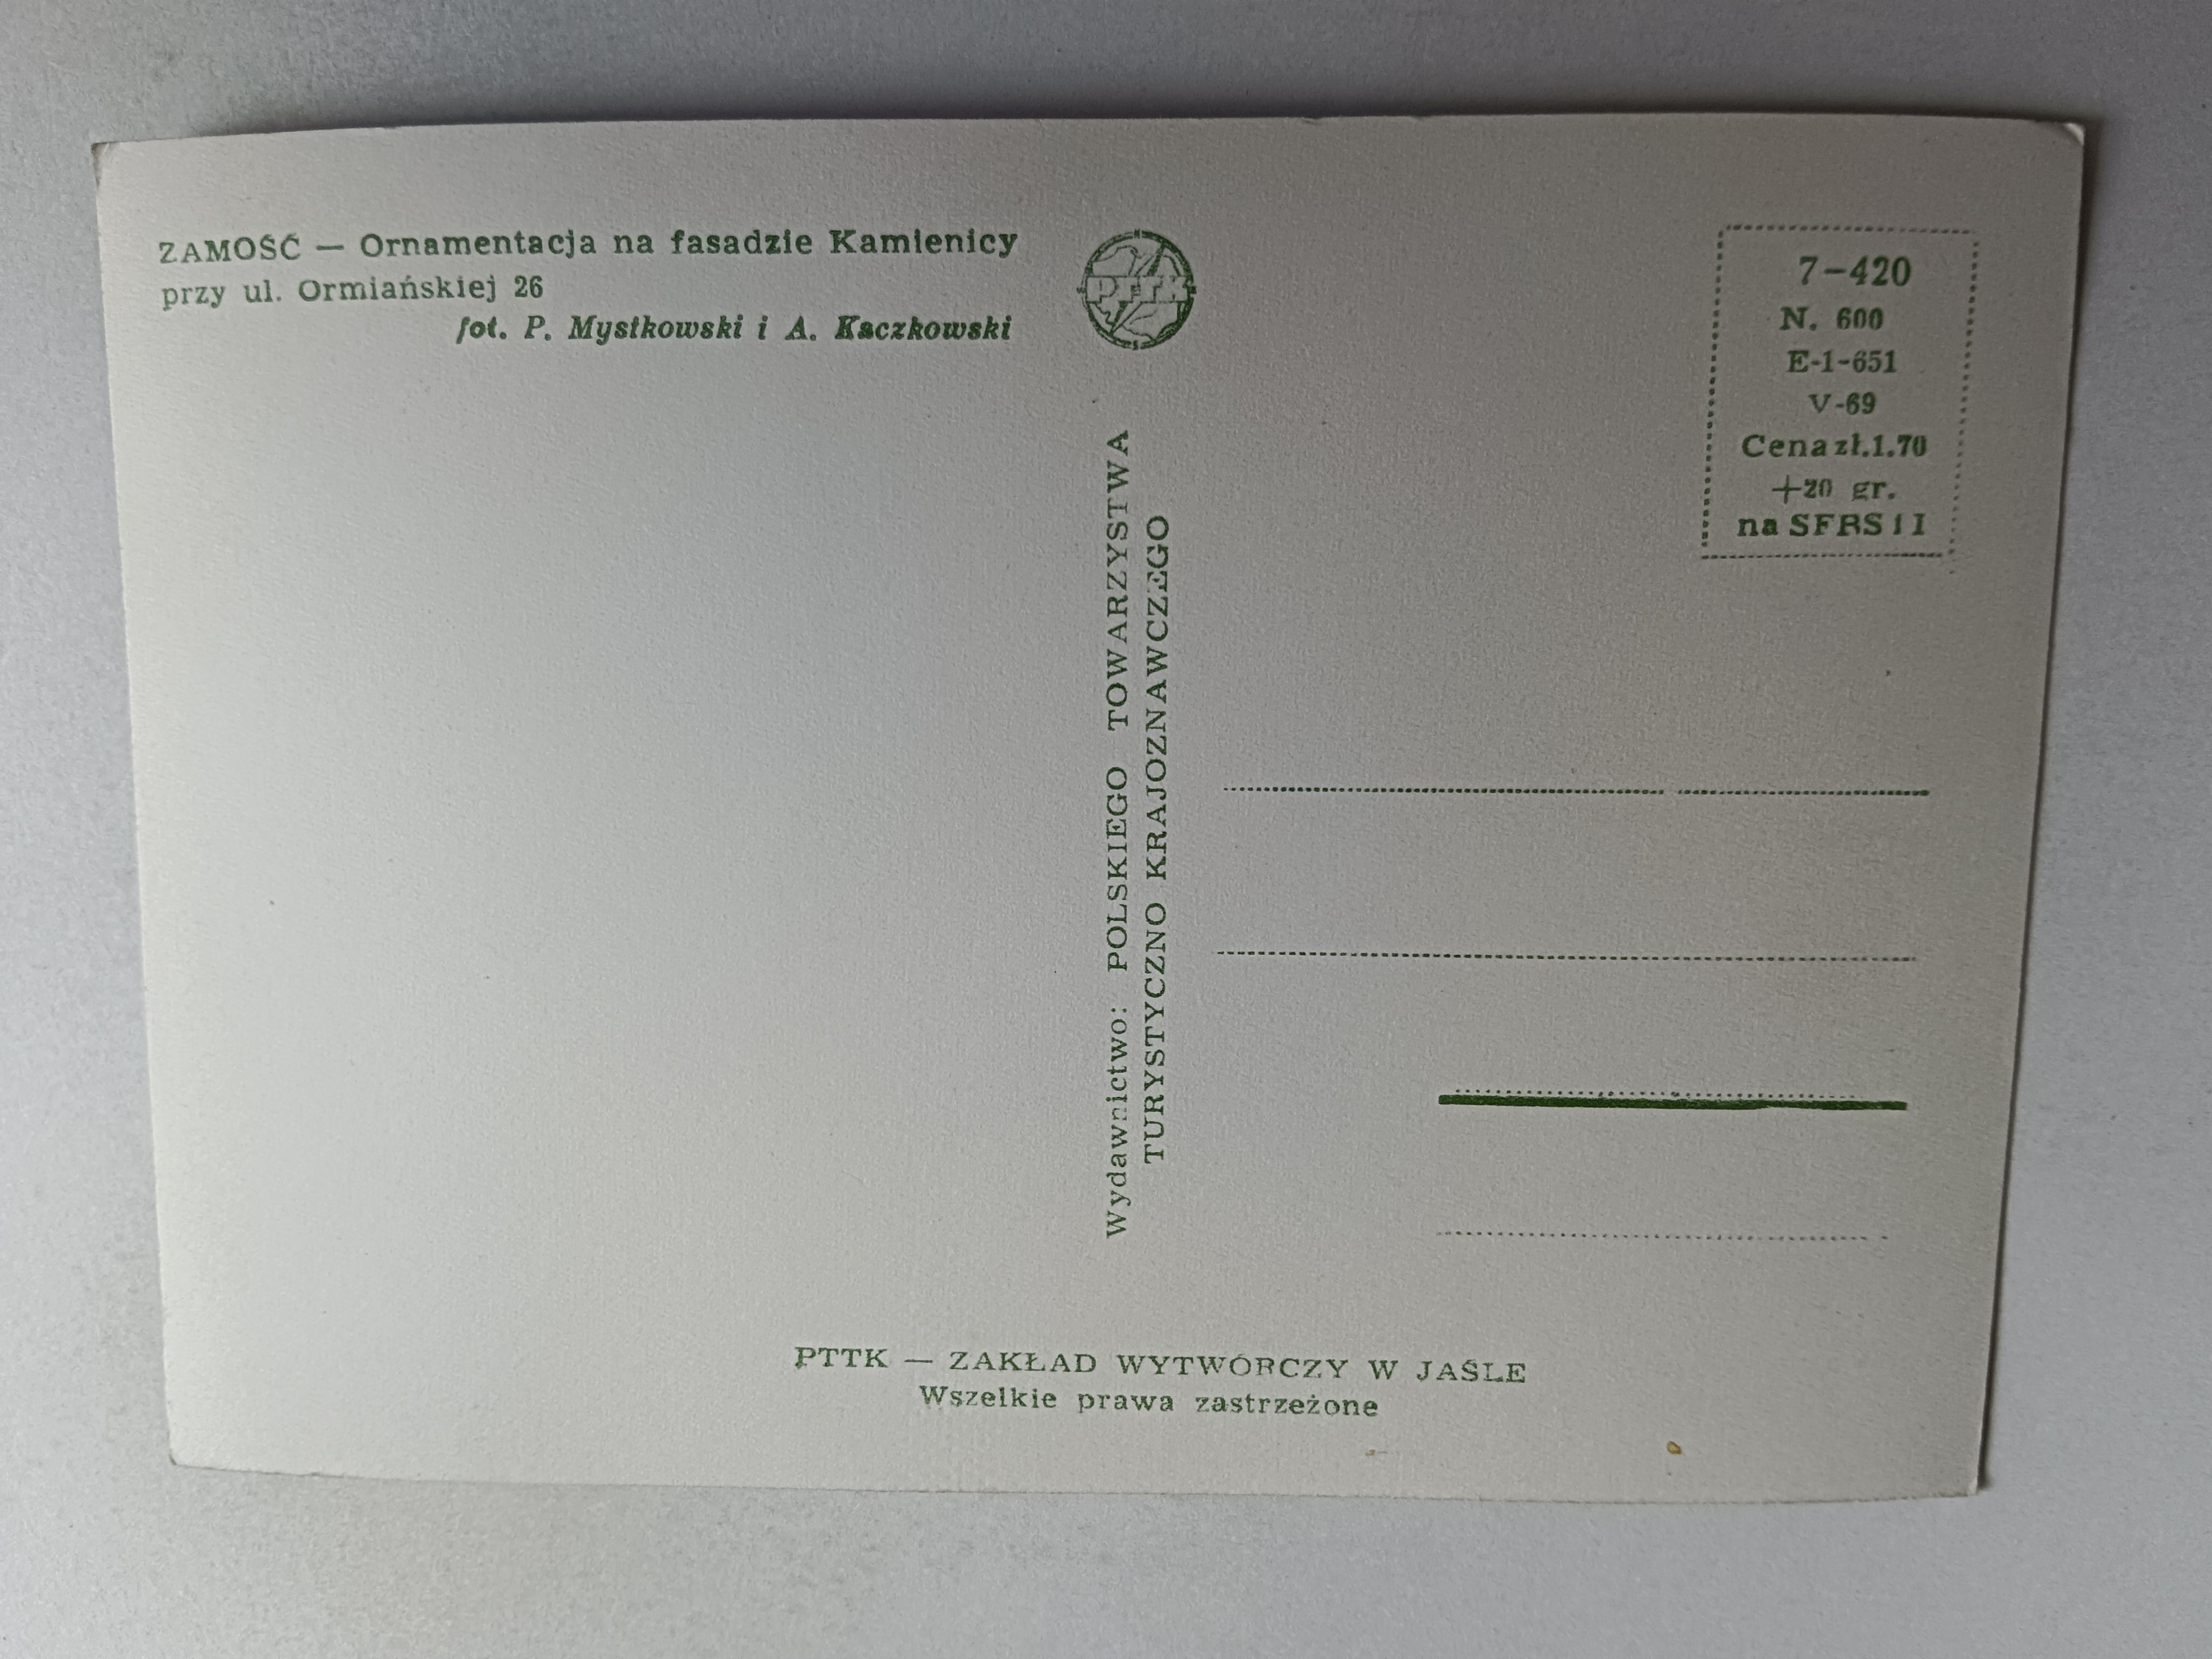 ZAMOŚĆ — Ornamentacja na fasadzie Kamienicy
przy ul. Ormiańskiej 26
fot. P. Mystkowski i A. Kaczkowski
PTTK
7-420
N. 600
E-1-651
V-69
Cena zł.1.70
+20 gr.
na SFBS i I
Wydawnictwo: POLSKIEGO TOWARZYSTWA
TURYSTYCZNO KRAJOZNAWCZEGO
PTTK — ZAKŁAD WYTWÓRCZY W JAŚLE
Wszelkie prawa zastrzeżone